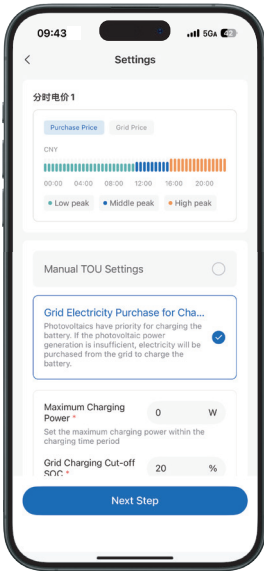 09:43
5GA 62
Settings
分时电价 1
Purchase Price
Grid Price
CNY
00:00 04:00 08:00 12:00 16:00 20:00
Low peak Middle peak High peak
Manual TOU Settings
Grid Electricity Purchase for Cha...
Photovoltaics have priority for charging the
battery. If the photovoltaic power
generation is insufficient, electricity will be
purchased from the grid to charge the
battery.
Maximum Charging
Power * 0 W
Set the maximum charging power within the
charging time period
Grid Charging Cut-off
SOC * 20 %
Next Step